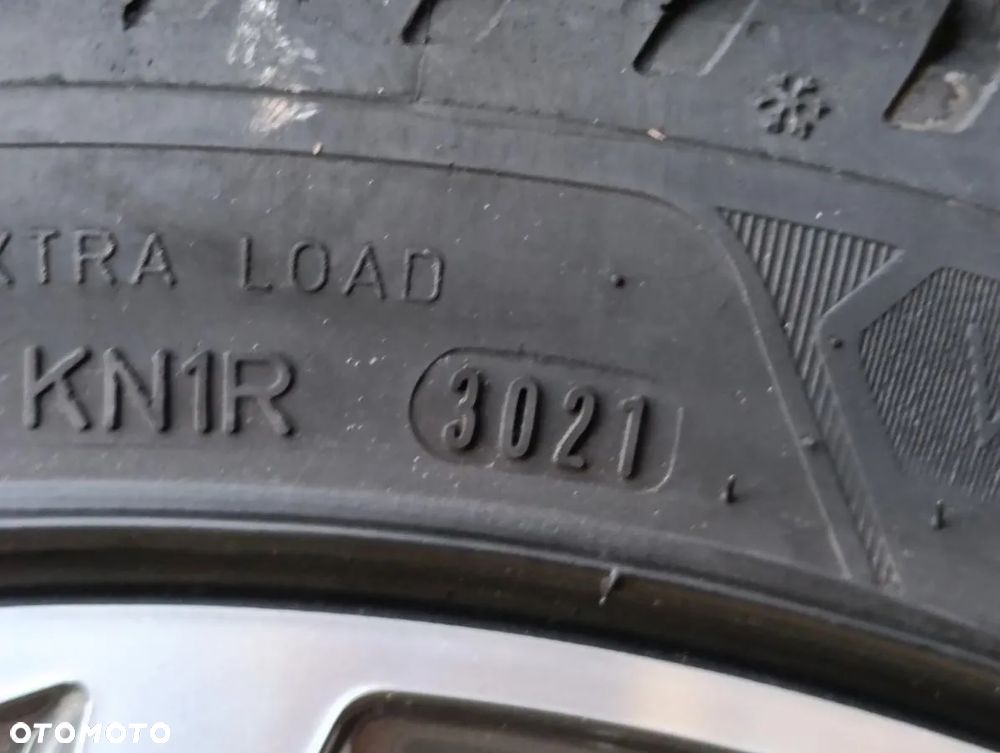 XTRA LOAD
KN1R 3021
OTOMOTO